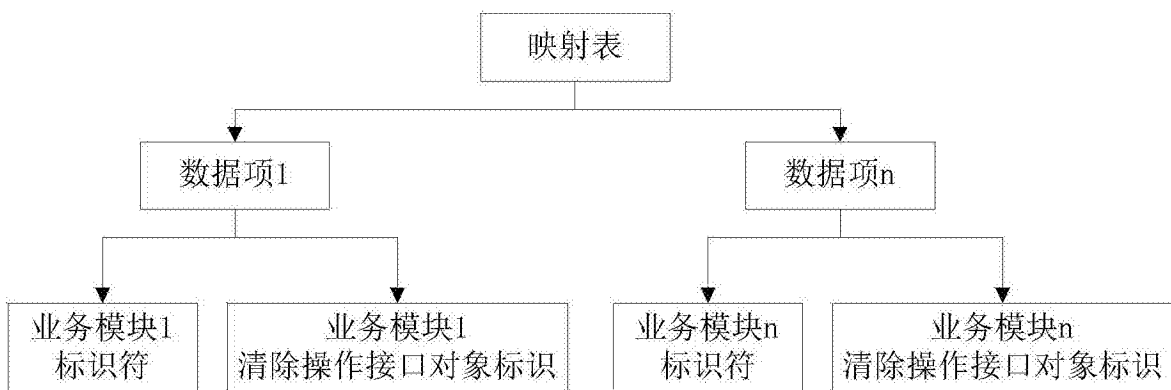 映射表
数据项1
数据项n
业务模块1
标识符
业务模块1
清除操作接口对象标识
业务模块n
标识符
业务模块n
清除操作接口对象标识